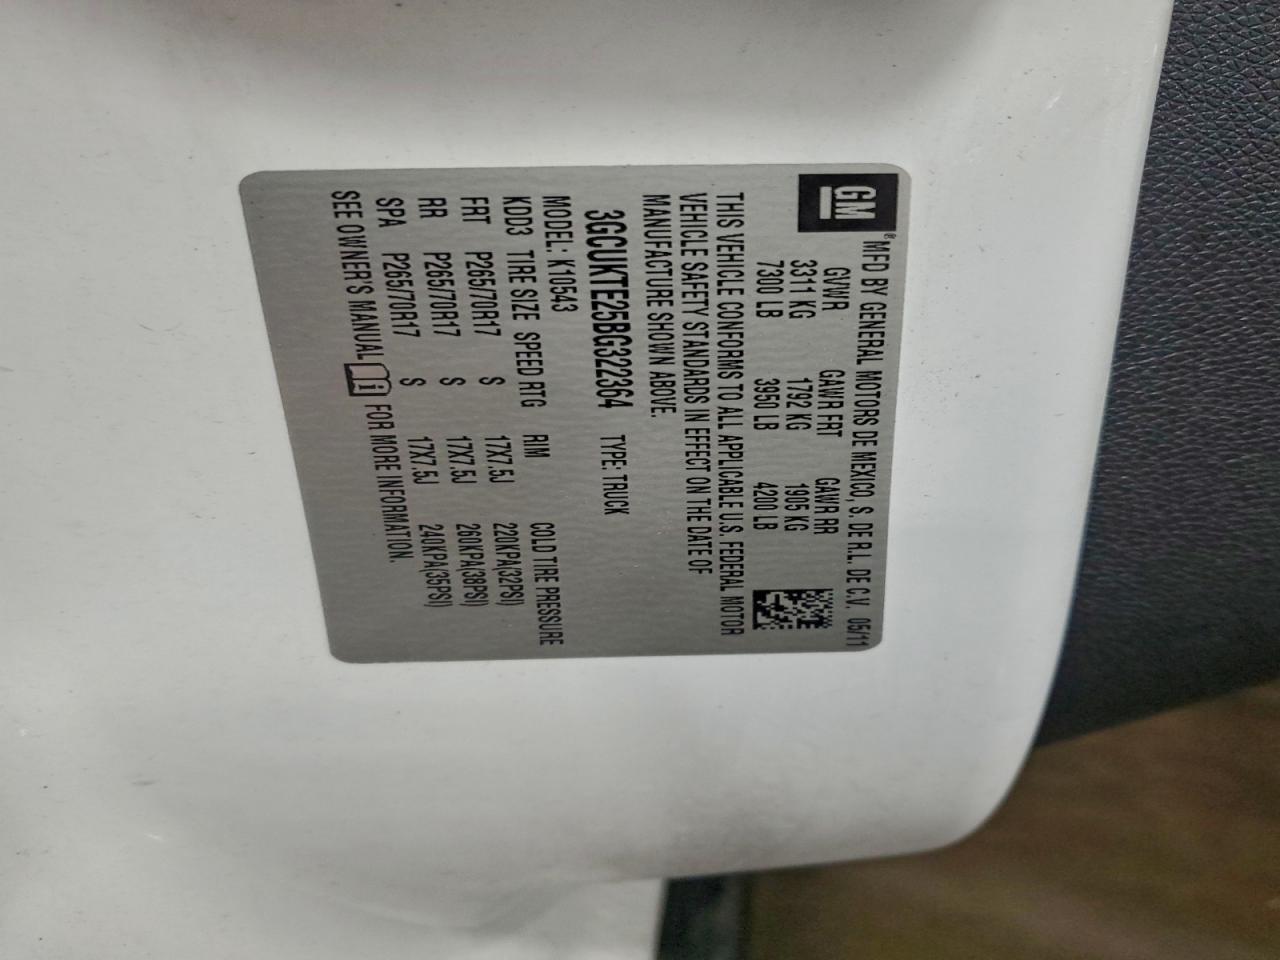 GM ® MFD BY GENERAL MOTORS DE MEXICO, S. DE R.L. DE C.V. 05/11
GVWR GAWR FRT GAWR RR
3311 KG 1792 KG 1905 KG
7300 LB 3950 LB 4200 LB
THIS VEHICLE CONFORMS TO ALL APPLICABLE U.S. FEDERAL MOTOR
VEHICLE SAFETY STANDARDS IN EFFECT ON THE DATE OF
MANUFACTURE SHOWN ABOVE.
3GCUKTE25BG322364 TYPE: TRUCK
MODEL: K10543
KDD3 TIRE SIZE SPEED RTG RIM COLD TIRE PRESSURE
FRT P265/70R17 S 17X7.5J 220KPA(32PSI)
RR P265/70R17 S 17X7.5J 260KPA(38PSI)
SPA P265/70R17 S 17X7.5J 240KPA(35PSI)
SEE OWNER'S MANUAL i FOR MORE INFORMATION.